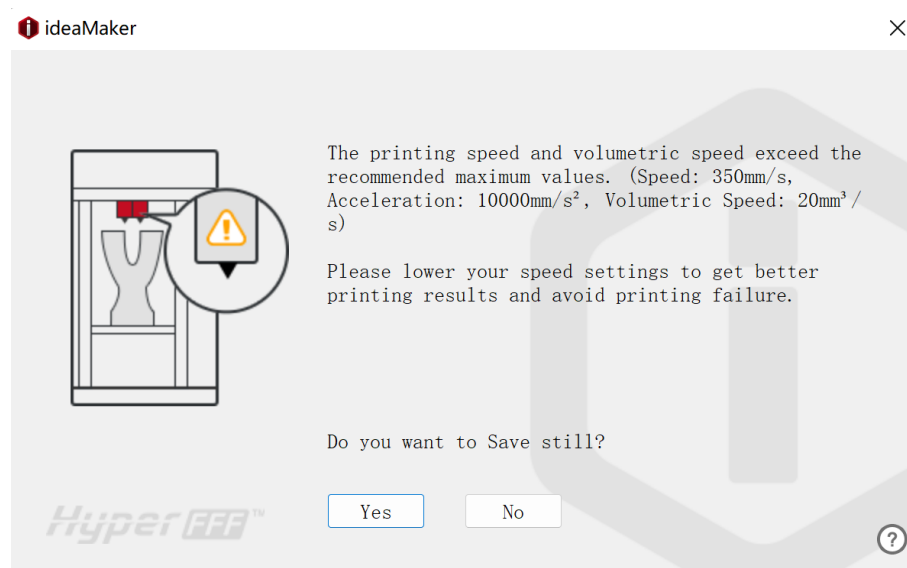 ideaMaker
The printing speed and volumetric speed exceed the
recommended maximum values. (Speed: 350mm/s,
Acceleration: 10000mm/s², Volumetric Speed: 20mm³/
s)
Please lower your speed settings to get better
printing results and avoid printing failure.
Do you want to Save still?
Yes No
Hyper FFF™
?